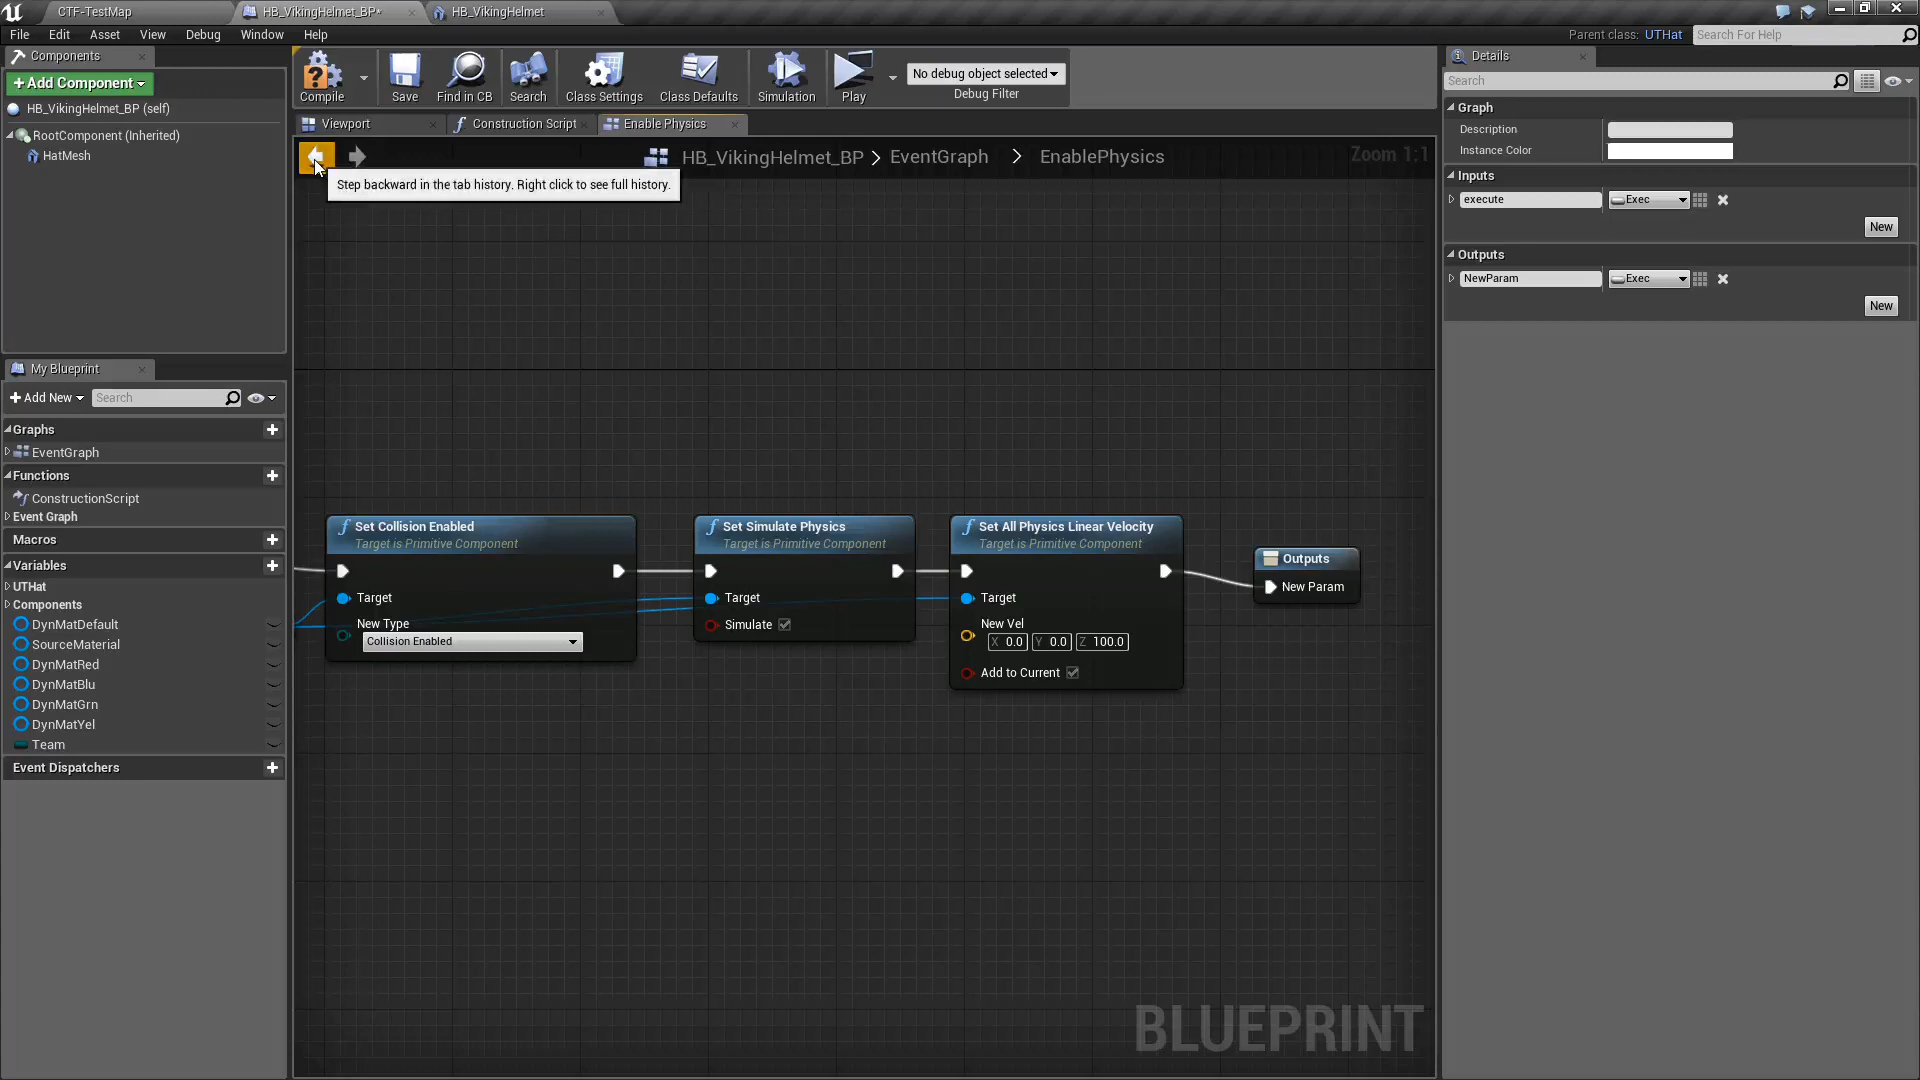 CTF-TestMap
HB_VikingHelmet_BP*
HB_VikingHelmet
File Edit Asset View Debug Window Help
Parent class: UTHat
Search For Help
Components
+Add Component
HB_VikingHelmet_BP (self)
RootComponent (Inherited)
HatMesh
Compile
Save
Find in CB
Search
Class Settings
Class Defaults
Simulation
Play
No debug object selected
Debug Filter
Viewport
Construction Script
Enable Physics
HB_VikingHelmet_BP > EventGraph > EnablePhysics
Zoom 1:1
Step backward in the tab history. Right click to see full history.
My Blueprint
+Add New
Search
Graphs
EventGraph
Functions
ConstructionScript
Event Graph
Macros
Variables
UTHat
Components
DynMatDefault
SourceMaterial
DynMatRed
DynMatBlu
DynMatGrn
DynMatYel
Team
Event Dispatchers
Set Collision Enabled
Target is Primitive Component
Target
New Type
Collision Enabled
Set Simulate Physics
Target is Primitive Component
Target
Simulate
Set All Physics Linear Velocity
Target is Primitive Component
Target
New Vel
X 0.0 Y 0.0 Z 100.0
Add to Current
Outputs
New Param
BLUEPRINT
Details
Search
Graph
Description
Instance Color
Inputs
execute
Exec
New
Outputs
NewParam
Exec
New